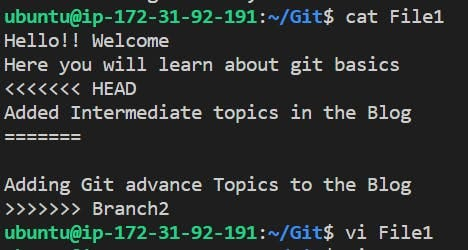 ubuntu@ip-172-31-92-191:~/Git$ cat File1
Hello!! Welcome
Here you will learn about git basics
<<<<<<< HEAD
Added Intermediate topics in the Blog
=======

Adding Git advance Topics to the Blog
>>>>>>> Branch2
ubuntu@ip-172-31-92-191:~/Git$ vi File1